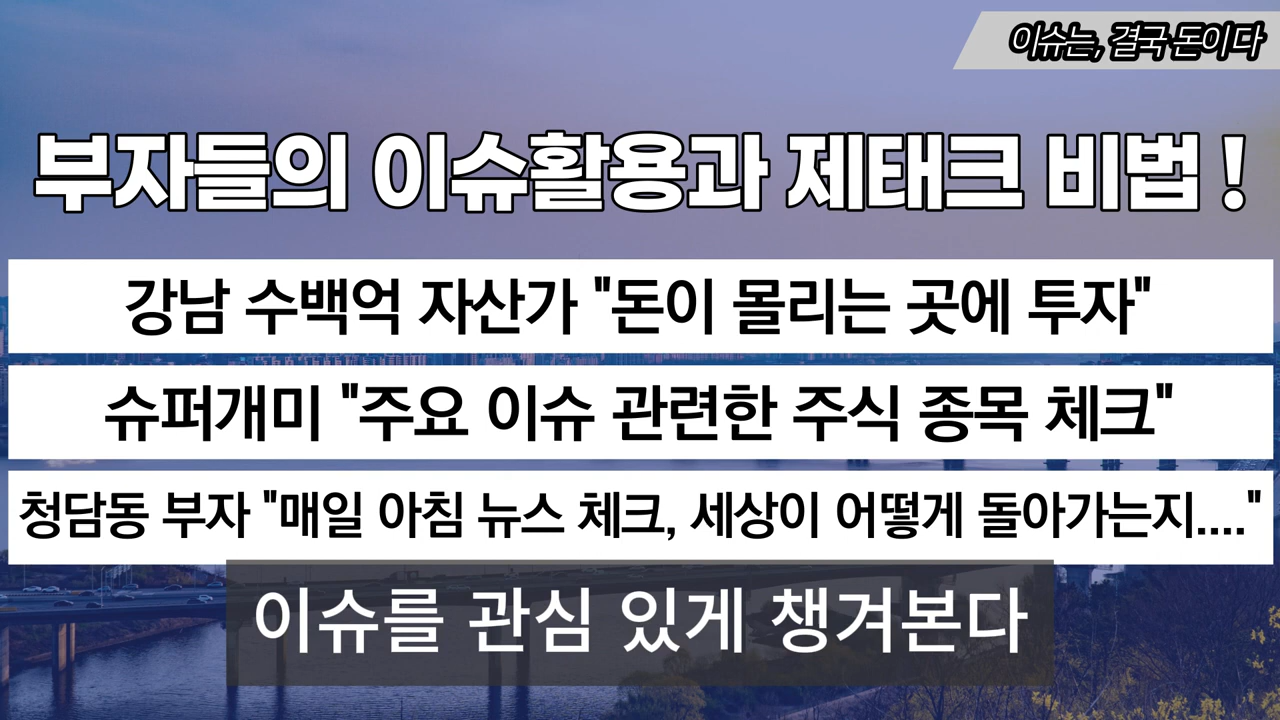 이슈는, 결국 돈이다
부자들의 이슈활용과 제태크 비법 !
강남 수백억 자산가 "돈이 몰리는 곳에 투자"
슈퍼개미 "주요 이슈 관련한 주식 종목 체크"
청담동 부자 "매일 아침 뉴스 체크, 세상이 어떻게 돌아가는지...."
이슈를 관심 있게 챙겨본다